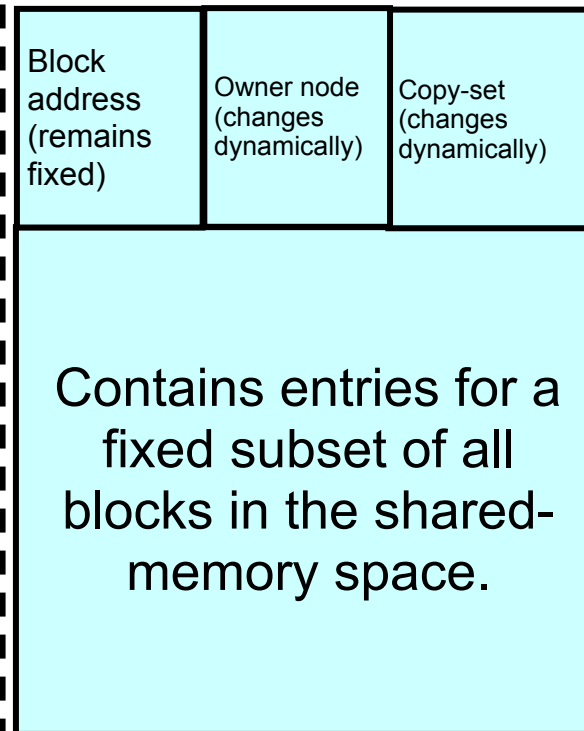 Block
address
(remains
fixed)
Owner node
(changes
dynamically)
Copy-set
(changes
dynamically)
Contains entries for a
fixed subset of all
blocks in the shared-
memory space.